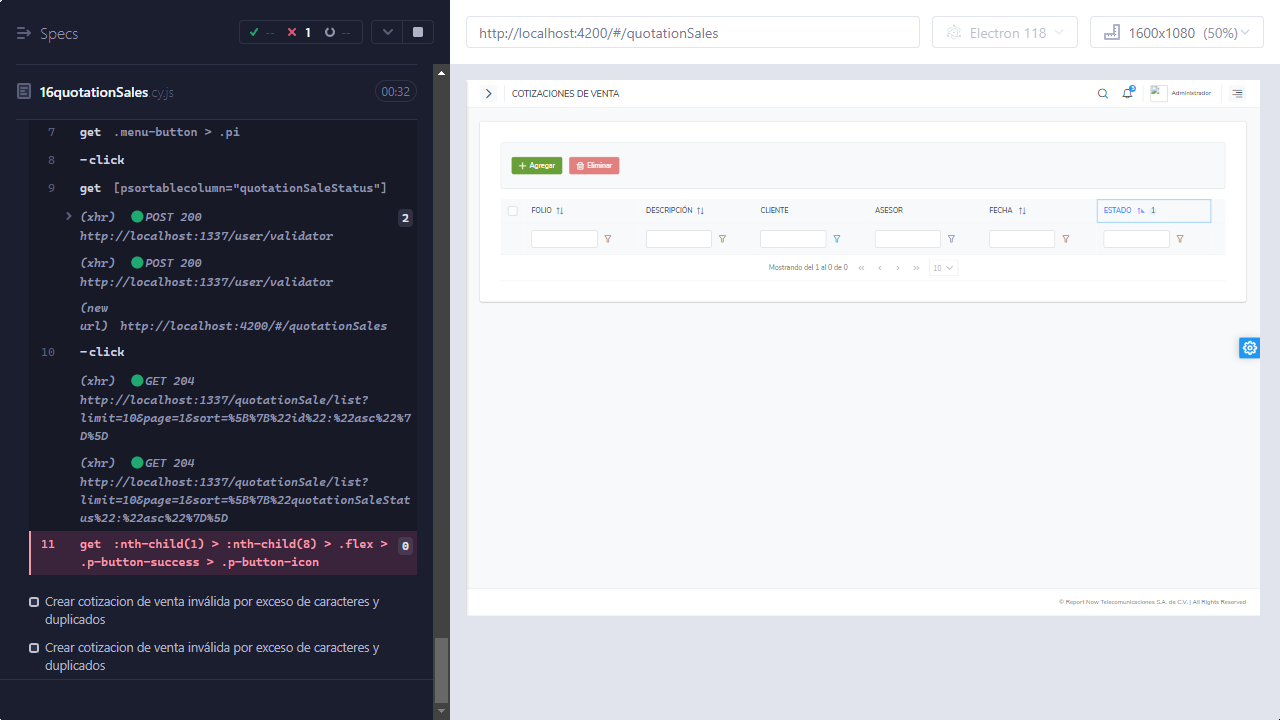 Specs
-- 1 --
16quotationSales.cy.js 00:32
7 get .menu-button > .pi
8 -click
9 get [psortablecolumn="quotationSaleStatus"]
(xhr) POST 200 2
http://localhost:1337/user/validator
(xhr) POST 200
http://localhost:1337/user/validator
(new
url) http://localhost:4200/#/quotationSales
10 -click
(xhr) GET 204
http://localhost:1337/quotationSale/list?
limit=10&page=1&sort=%5B%7B%22id%22:%22asc%22%7
D%5D
(xhr) GET 204
http://localhost:1337/quotationSale/list?
limit=10&page=1&sort=%5B%7B%22quotationSaleStat
us%22:%22asc%22%7D%5D
11 get :nth-child(1) > :nth-child(8) > .flex > 0
.p-button-success > .p-button-icon
Crear cotizacion de venta inválida por exceso de caracteres y
duplicados
Crear cotizacion de venta inválida por exceso de caracteres y
duplicados
http://localhost:4200/#/quotationSales Electron 118 1600x1080 (50%)
COTIZACIONES DE VENTA Administrador
Agregar Eliminar
FOLIO DESCRIPCIÓN CLIENTE ASESOR FECHA ESTADO 1
Mostrando del 1 al 0 de 0 10
© Report Now Telecomunicaciones S.A. de C.V. | All Rights Reserved